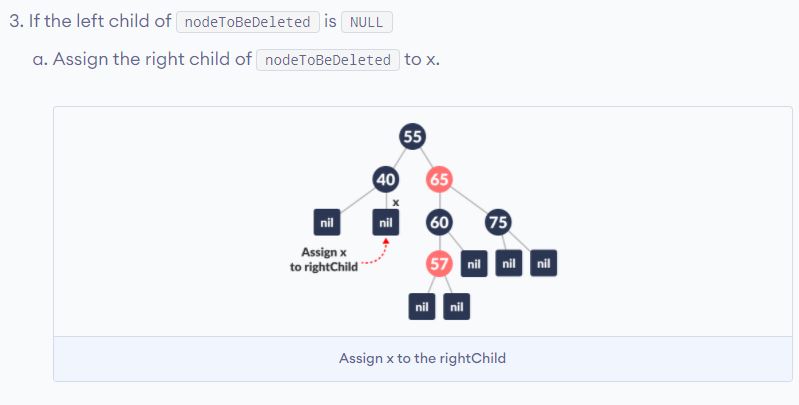 3. If the left child of nodeToBeDeleted is NULL
a. Assign the right child of nodeToBeDeleted to x.
55
40 65
x
nil nil 60 75
Assign x
to rightChild
57 nil nil nil
nil nil
Assign x to the rightChild